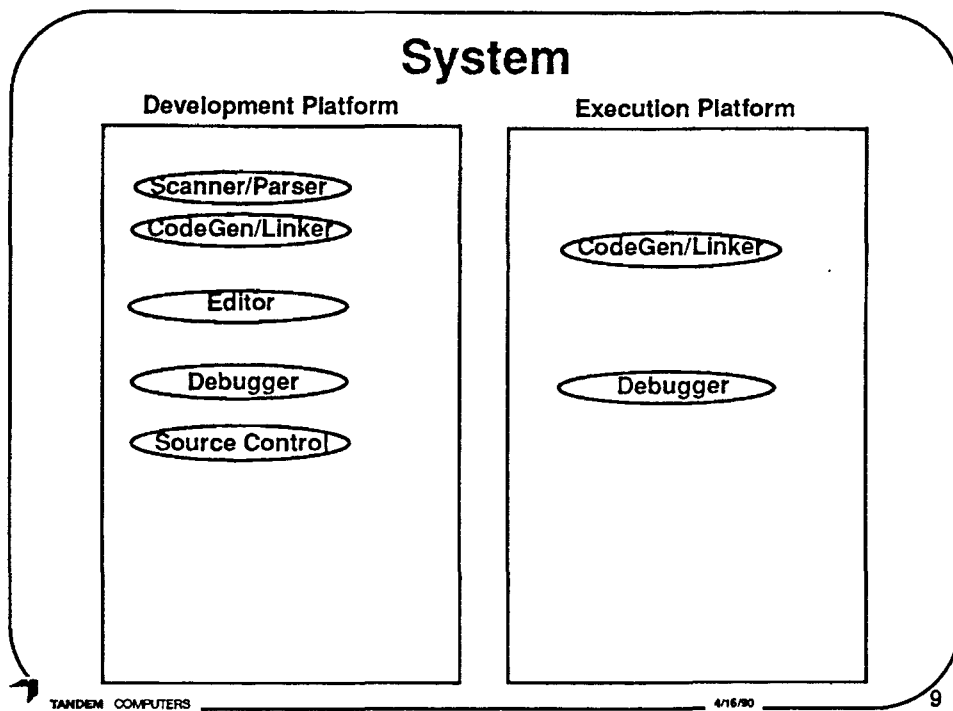 System
Development Platform
Execution Platform
Scanner/Parser
CodeGen/Linker
Editor
Debugger
Source Control
CodeGen/Linker
Debugger
TANDEM COMPUTERS
4/16/90
9